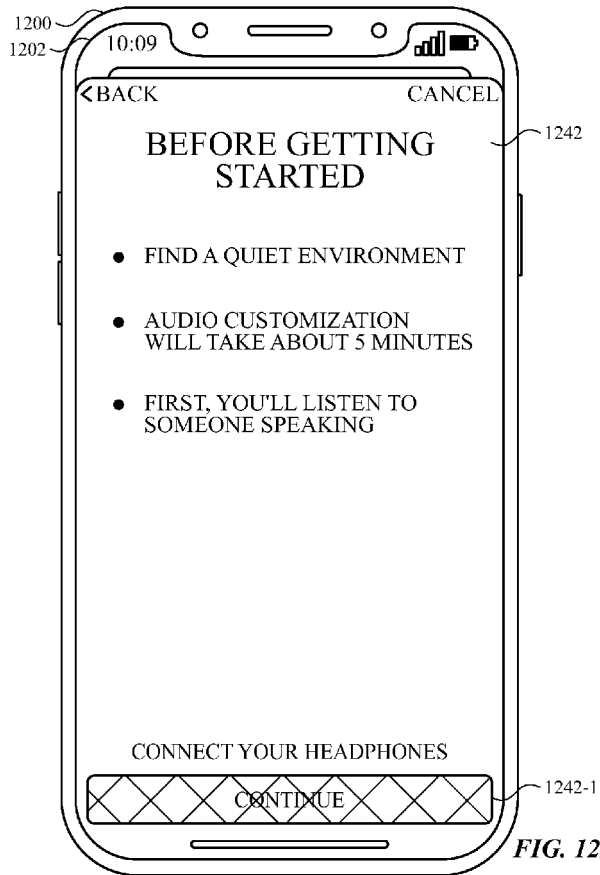 1200
1202
10:09
<BACK
CANCEL
1242
BEFORE GETTING
STARTED
● FIND A QUIET ENVIRONMENT
● AUDIO CUSTOMIZATION
WILL TAKE ABOUT 5 MINUTES
● FIRST, YOU'LL LISTEN TO
SOMEONE SPEAKING
CONNECT YOUR HEADPHONES
CONTINUE
1242-1
FIG. 12